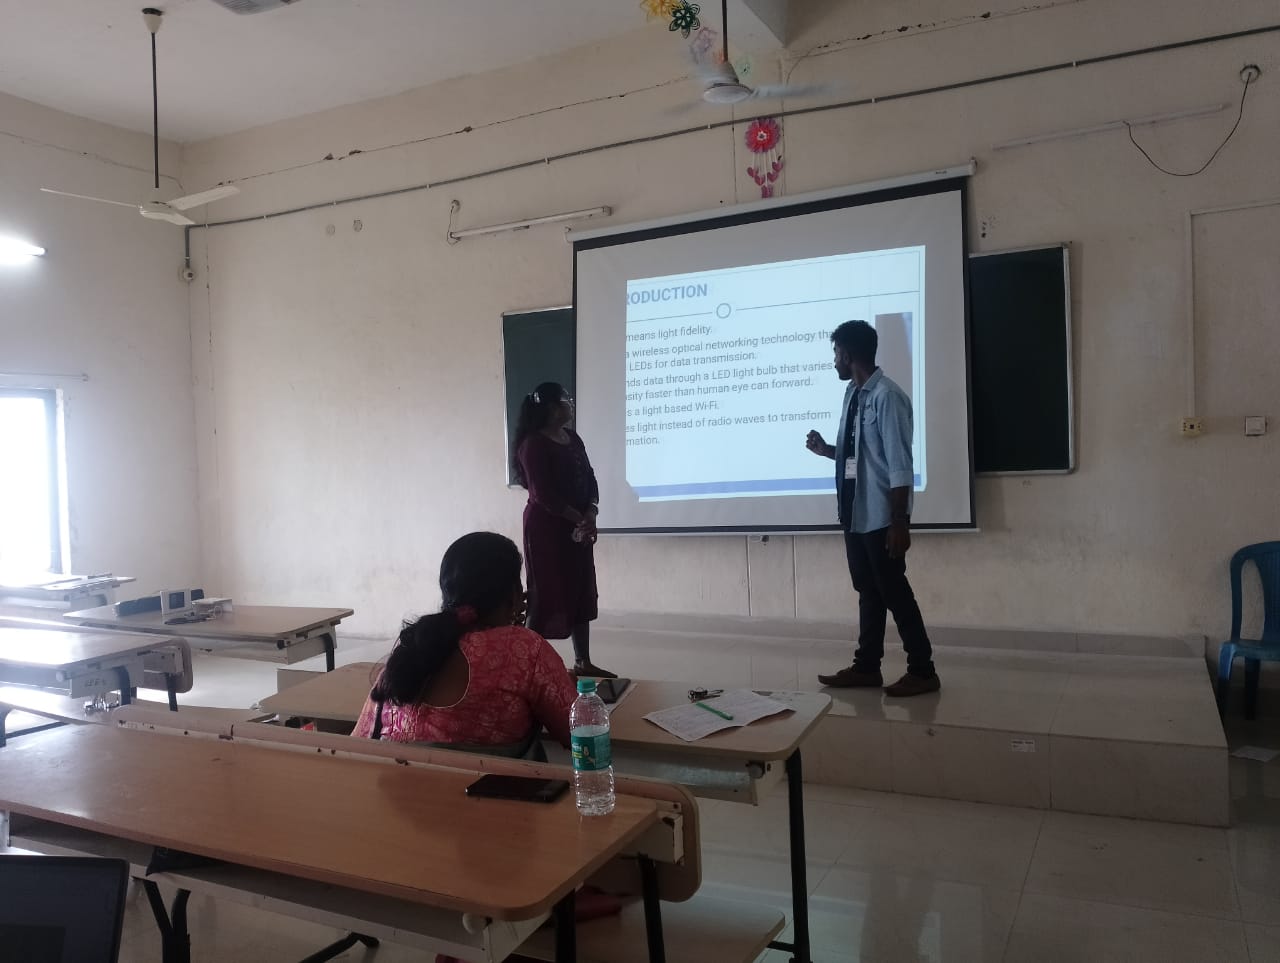 RODUCTION
means light fidelity.
a wireless optical networking technology tha
LEDs for data transmission.
nds data through a LED light bulb that varies
sity faster than human eye can forward.
s a light based Wi-Fi.
es light instead of radio waves to transform
mation.